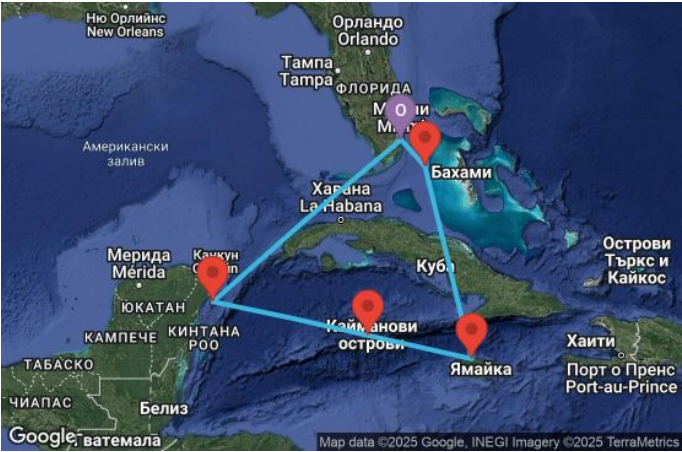 Ню Орлийнс
New Orleans
Орландо
Orlando
Тампа
Tampa
ФЛОРИДА
O
Американски
залив
Бахами
Хавана
La Habana
Мерида
Mérida
Канкун
Куба
Острови
Търкс и
Кайкос
ЮКАТАН
КАМПЕЧЕ
КИНТАНА
РОО
Кайманови
острови
Ямайка
Хаити
Порт о Пренс
Port-au-Prince
ТАБАСКО
ЧИАПАС
Белиз
Google
Гватемала
Map data ©2025 Google, INEGI Imagery ©2025 TerraMetrics